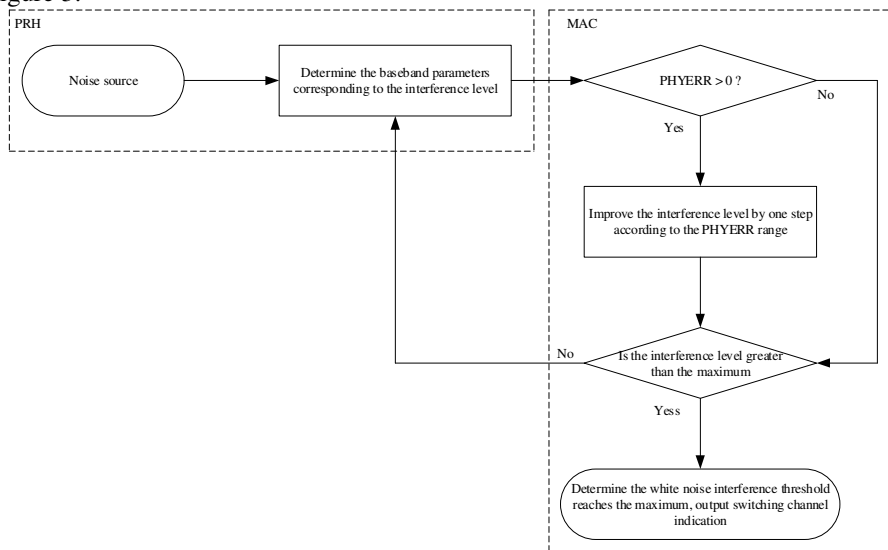 igure 3.
PRH
MAC
Noise source
Determine the baseband parameters
corresponding to the interference level
PHYERR > 0 ?
No
Yes
Improve the interference level by one step
according to the PHYERR range
No
Is the interference level greater
than the maximum
Yess
Determine the white noise interference threshold
reaches the maximum, output switching channel
indication